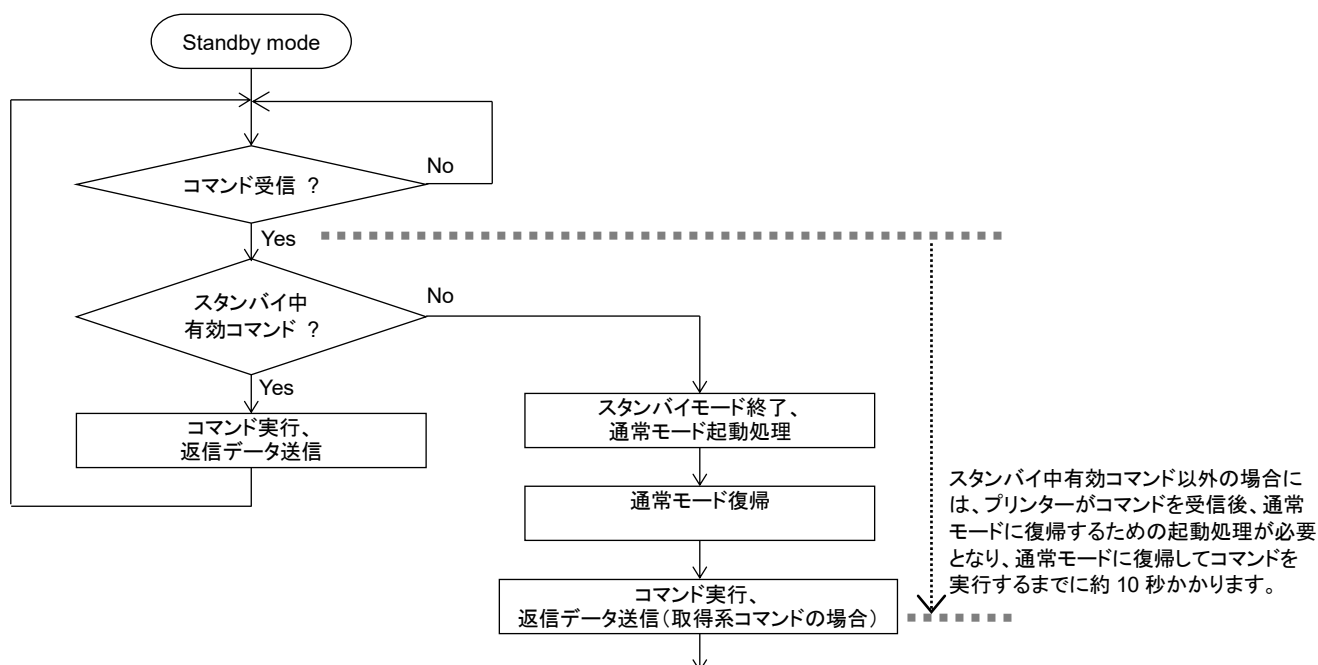 Standby mode
コマンド受信 ?
No
Yes
スタンバイ中
有効コマンド ?
No
Yes
コマンド実行、
返信データ送信
スタンバイモード終了、
通常モード起動処理
通常モード復帰
コマンド実行、
返信データ送信(取得系コマンドの場合)
スタンバイ中有効コマンド以外の場合に
は、プリンターがコマンドを受信後、通常
モードに復帰するための起動処理が必要
となり、通常モードに復帰してコマンドを
実行するまでに約 10 秒かかります。